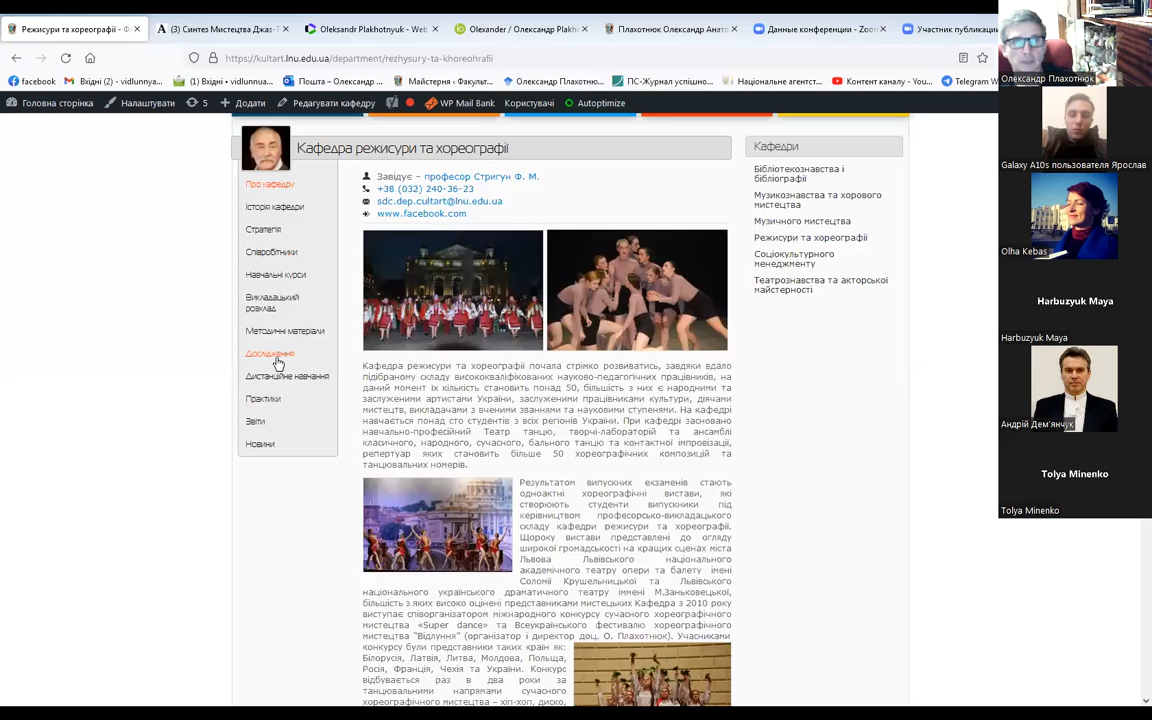 Режисури та хореографії - Ф
(3) Синтес Мистецтва Джаз-Т
Oleksandr Plakhotnyuk - Web
Olexander / Олександр Plakh
Плахотнюк Олександр Анато
Данные конференции - Zoom
Участник публикации
https://kultart.lnu.edu.ua/department/rezhysury-ta-khoreohrafii
facebook
Вхідні (2) - vidlunnya...
(1) Вхідні - vidlunnua...
Пошта – Олександр ...
Майстерня ‹ Факульт...
Олександр Плахотню...
ПС-Журнал успішно...
Національне агентст...
Контент каналу - You...
Telegram W
Головна сторінка
Налаштувати
5
Додати
Редагувати кафедру
WP Mail Bank
Користувачі
Autoptimize
Кафедра режисури та хореографії
Про кафедру
Історія кафедри
Стратегія
Співробітники
Навчальні курси
Викладацький
розклад
Методичні матеріали
Дослідження
Дистанційне навчання
Практики
Звіти
Новини
Завідує – професор Стригун Ф. М.
+38 (032) 240-36-23
sdc.dep.cultart@lnu.edu.ua
www.facebook.com
Кафедра режисури та хореографії почала стрімко розвиватись, завдяки вдало
підібраному складу висококваліфікованих науково-педагогічних працівників, на
даний момент їх кількість становить понад 50, більшість з них є народними та
заслуженими артистами України, заслуженими працівниками культури, діячами
мистецтв, викладачами з вченими званнями та науковими ступенями. На кафедрі
навчається понад сто студентів з всіх регіонів України. При кафедрі засновано
навчально-професійний Театр танцю, творчі-лабораторій та ансамблі
класичного, народного, сучасного, бального танцю та контактної імпровізації,
репертуар яких становить більше 50 хореографічних композицій та
танцювальних номерів.
Результатом випускних екзаменів стають
одноактні хореографічні вистави, які
створюють студенти випускники під
керівництвом професорсько-викладацького
складу кафедри режисури та хореографії.
Щороку вистави представлені до огляду
широкої громадськості на кращих сценах міста
Львова Львівського національного
академічного театру опери та балету імені
Соломії Крушельницької та Львівського
національного українського драматичного театру іммені М.Заньковецької,
більшість з яких високо оцінені представниками мистецьких Кафедра з 2010 року
виступає співорганізатором міжнародного конкурсу сучасного хореографічного
мистецтва «Super dance» та Всеукраїнського фестивалю хореографічного
мистецтва "Відлуння" (організатор і директор доц. О. Плахотнюк). Учасниками
конкурсу були представники таких країн як:
Білорусія, Латвія, Литва, Молдова, Польща,
Росія, Франція, Чехія та України. Конкурс
відбувається раз в два роки за
танцювальними напрямами сучасного
хореографічного мистецтва – хіп-хоп, диско,
Кафедри
Бібліотекознавства і
бібліографії
Музикознавства та хорового
мистецтва
Музичного мистецтва
Режисури та хореографії
Соціокультурного
менеджменту
Театрознавства та акторської
майстерності
Олександр Плахотнюк
Galaxy A10s пользователя Ярослав
Olha Kebas
Harbuzyuk Maya
Harbuzyuk Maya
Андрій Дем'янчук
Tolya Minenko
Tolya Minenko